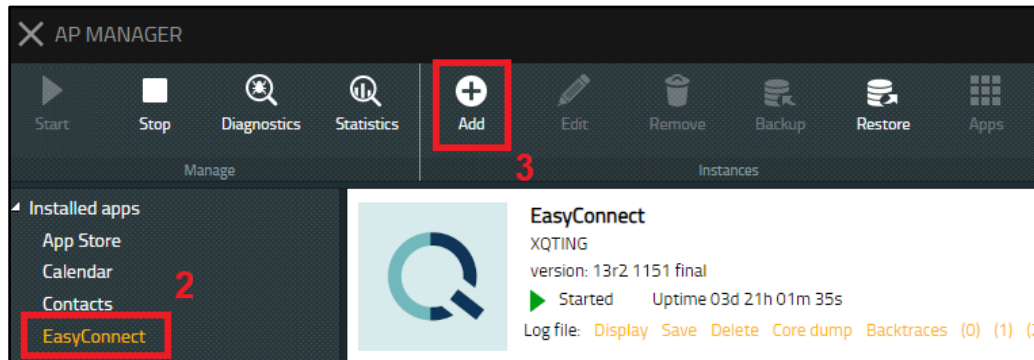 AP MANAGER
Start Stop Diagnostics Statistics Add Edit Remove Backup Restore Apps
3
Manage Instances
Installed apps
App Store
Calendar
Contacts
2
EasyConnect
EasyConnect
XQTING
version: 13r2 1151 final
Started Uptime 03d 21h 01m 35s
Log file: Display Save Delete Core dump Backtraces (0) (1)